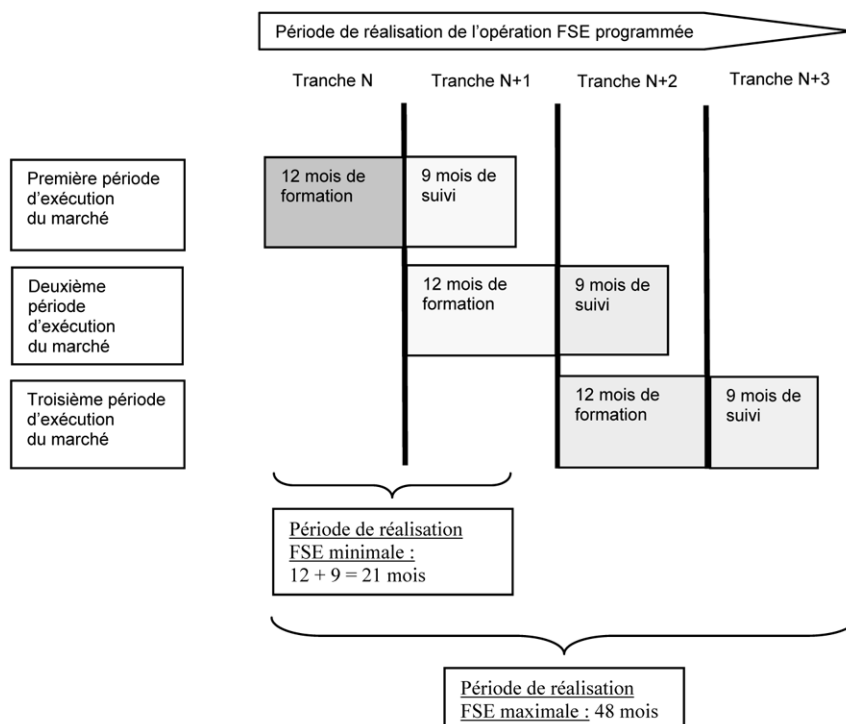 Période de réalisation de l'opération FSE programmée
Tranche N
Tranche N+1
Tranche N+2
Tranche N+3
Première période
d'exécution
du marché
12 mois de
formation
9 mois de
suivi
Deuxième
période
d'exécution
du marché
12 mois de
formation
9 mois de
suivi
Troisième période
d'exécution
du marché
12 mois de
formation
9 mois de
suivi
Période de réalisation
FSE minimale :
12 + 9 = 21 mois
Période de réalisation
FSE maximale : 48 mois